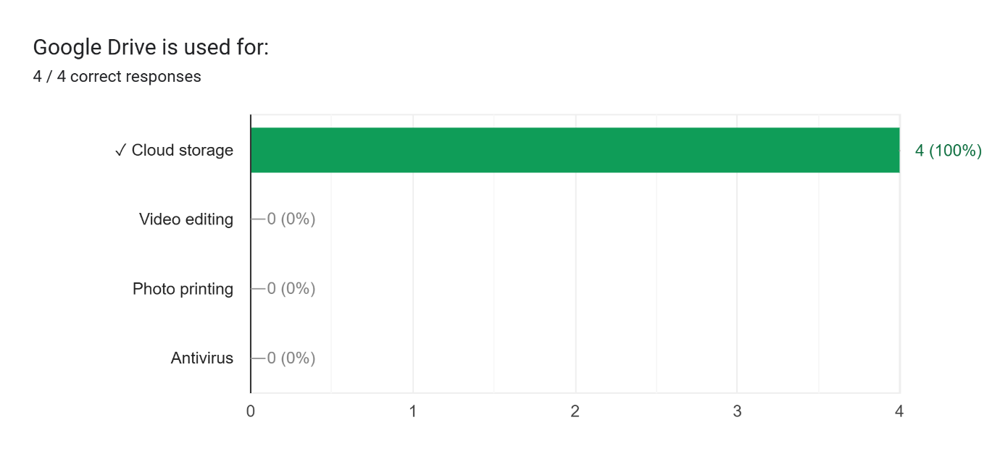 Google Drive is used for:
4 / 4 correct responses
✓ Cloud storage 4 (100%)
Video editing 0 (0%)
Photo printing 0 (0%)
Antivirus 0 (0%)
0 1 2 3 4